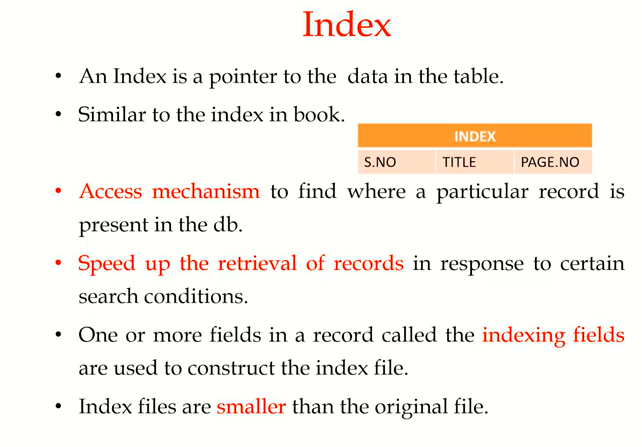 Index
• An Index is a pointer to the data in the table.
• Similar to the index in book.
INDEX
S.NO TITLE PAGE.NO
• Access mechanism to find where a particular record is
present in the db.
• Speed up the retrieval of records in response to certain
search conditions.
• One or more fields in a record called the indexing fields
are used to construct the index file.
• Index files are smaller than the original file.